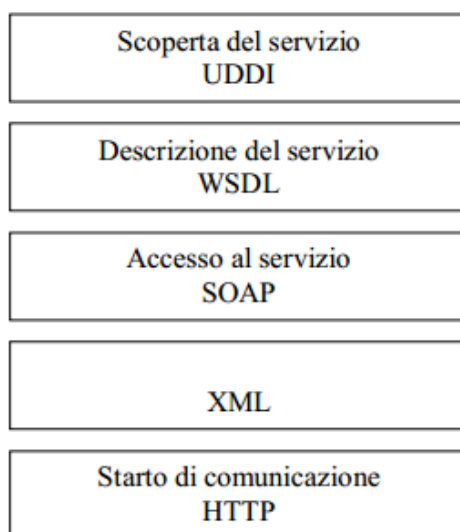 Scoperta del servizio
UDDI
Descrizione del servizio
WSDL
Accesso al servizio
SOAP
XML
Starto di comunicazione
HTTP